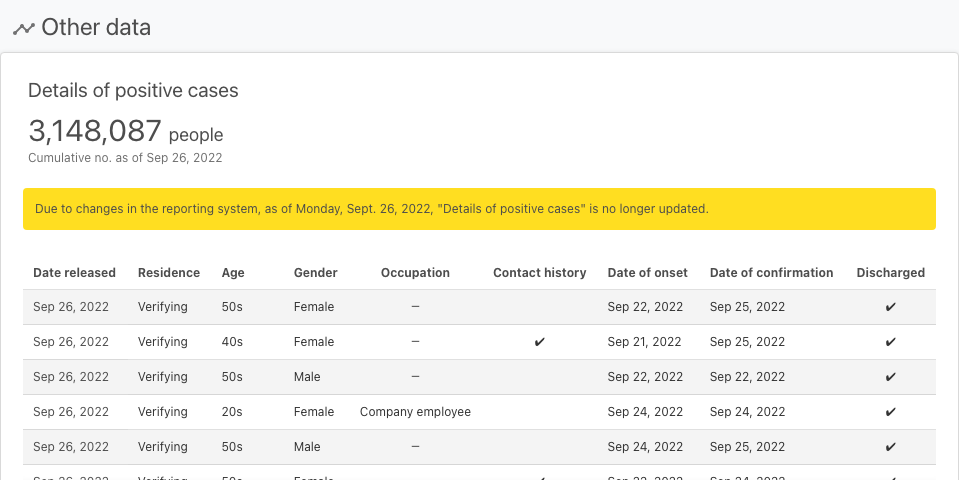 Other data
Details of positive cases
3,148,087 people
Cumulative no. as of Sep 26, 2022
Due to changes in the reporting system, as of Monday, Sept. 26, 2022, "Details of positive cases" is no longer updated.
Date released Residence Age Gender Occupation Contact history Date of onset Date of confirmation Discharged
Sep 26, 2022 Verifying 50s Female – Sep 22, 2022 Sep 25, 2022 ✔
Sep 26, 2022 Verifying 40s Female – ✔ Sep 21, 2022 Sep 25, 2022 ✔
Sep 26, 2022 Verifying 50s Male – Sep 22, 2022 Sep 22, 2022 ✔
Sep 26, 2022 Verifying 20s Female Company employee Sep 24, 2022 Sep 24, 2022 ✔
Sep 26, 2022 Verifying 50s Male – Sep 24, 2022 Sep 25, 2022 ✔